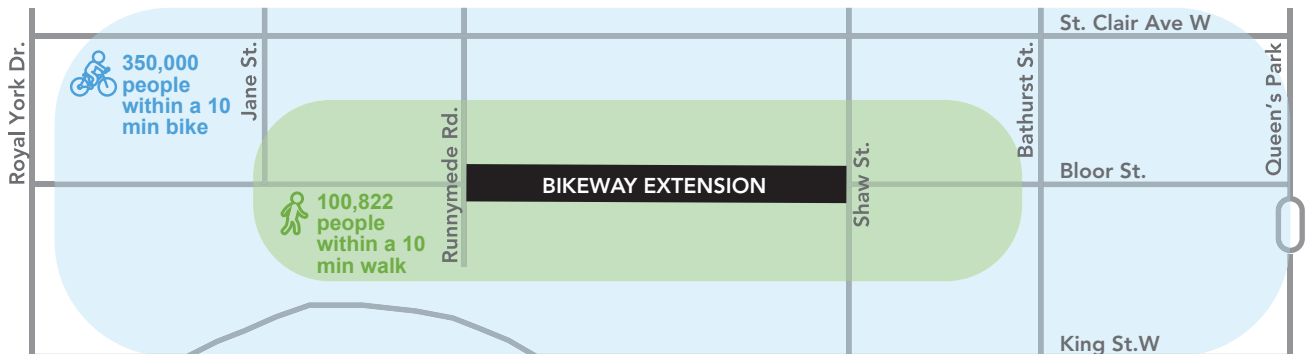 St. Clair Ave W
Royal York Dr.
350,000
people
within a 10
min bike
Jane St.
Runnymede Rd.
Bathurst St.
Queen's Park
Bloor St.
BIKEWAY EXTENSION
Shaw St.
100,822
people
within a 10
min walk
King St.W